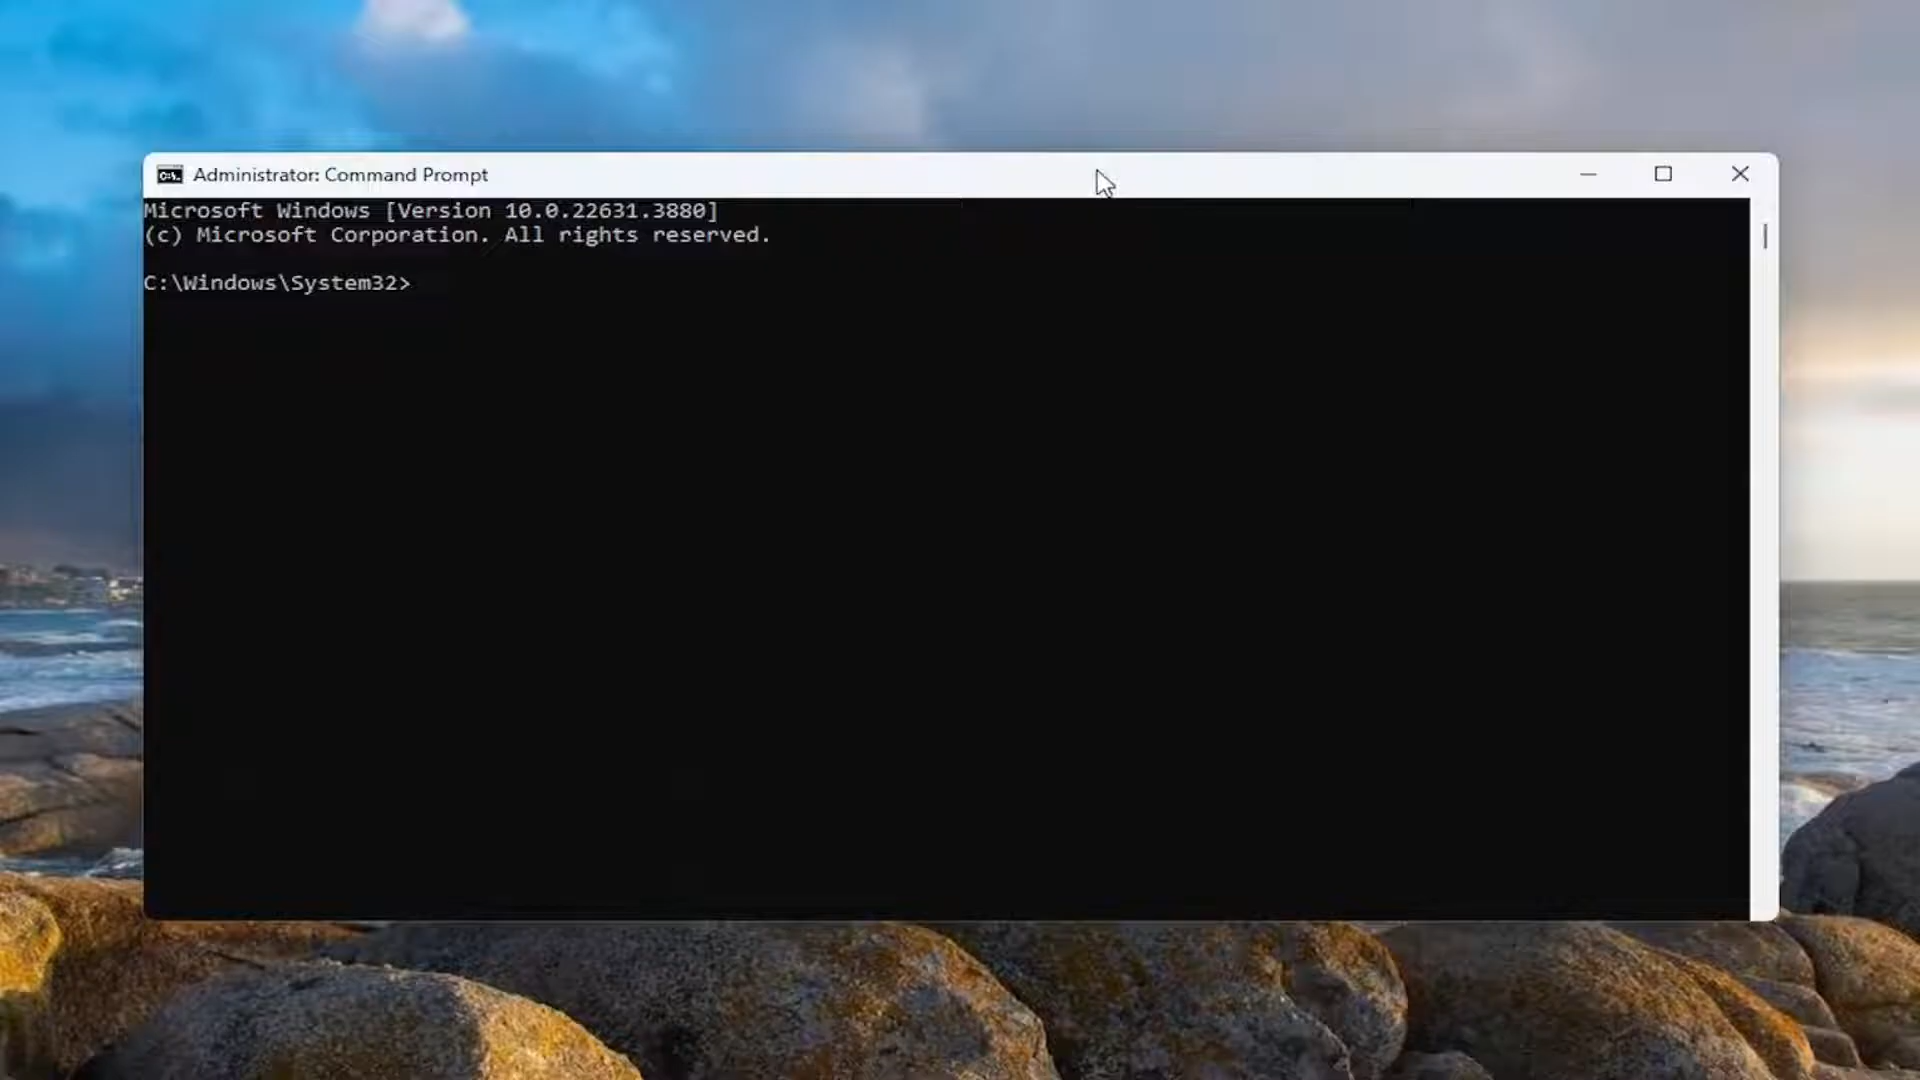 Administrator: Command Prompt
Microsoft Windows [Version 10.0.22631.3880]
(c) Microsoft Corporation. All rights reserved.
C:\Windows\System32>